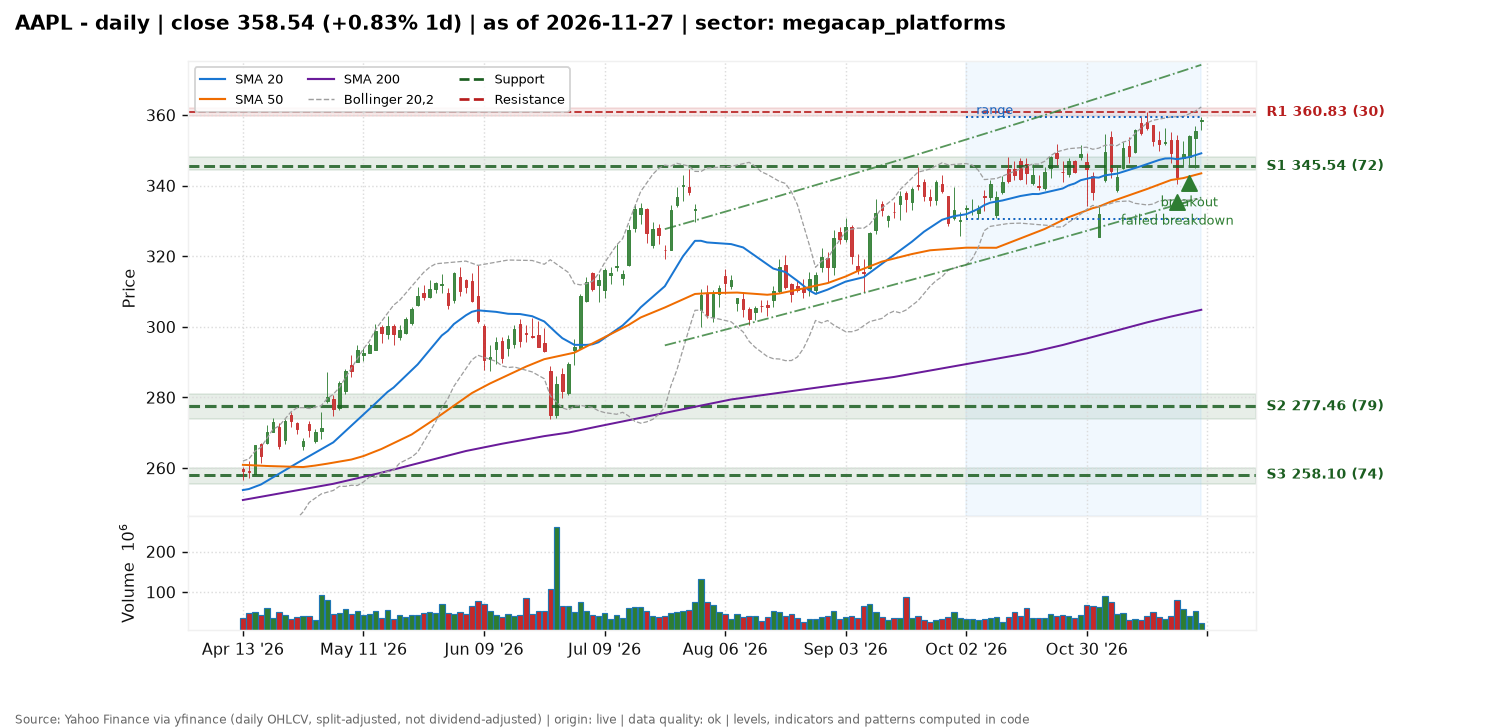 AAPL - daily | close 358.54 (+0.83% 1d) | as of 2026-11-27 | sector: megacap_platforms
SMA 20
SMA 50
SMA 200
Bollinger 20,2
Support
Resistance
Price
360
340
320
300
280
260
range
breakout
failed breakdown
R1 360.83 (30)
S1 345.54 (72)
S2 277.46 (79)
S3 258.10 (74)
Volume 10⁶
200
100
Apr 13 '26
May 11 '26
Jun 09 '26
Jul 09 '26
Aug 06 '26
Sep 03 '26
Oct 02 '26
Oct 30 '26
Source: Yahoo Finance via yfinance (daily OHLCV, split-adjusted, not dividend-adjusted) | origin: live | data quality: ok | levels, indicators and patterns computed in code